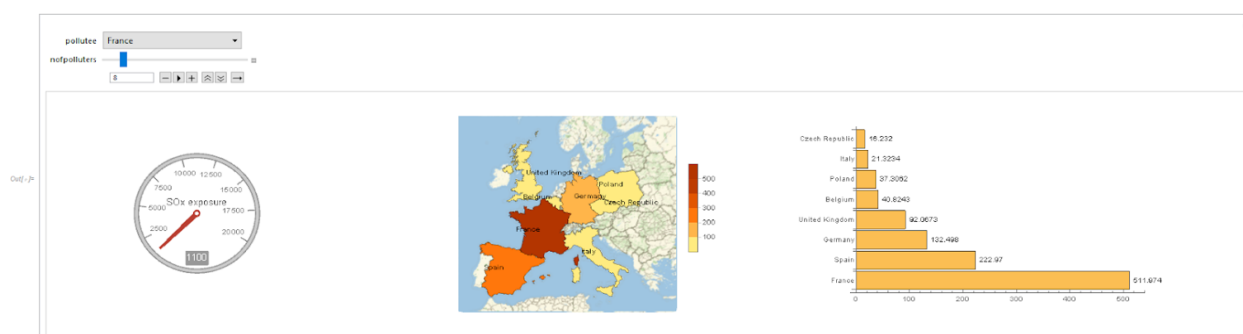 pollutee France
nofpolluters
8
Out[ ]=
SOx exposure
2500
5000
7500
10000
12500
15000
17500
20000
1100
United Kingdom
Poland
Belgium
Germany
Czech Republic
France
Italy
Spain
500
400
300
200
100
Czech Republic 16.232
Italy 21.3234
Poland 37.3052
Belgium 40.8243
United Kingdom 92.0673
Germany 132.498
Spain 222.97
France 511.974
0 100 200 300 400 500